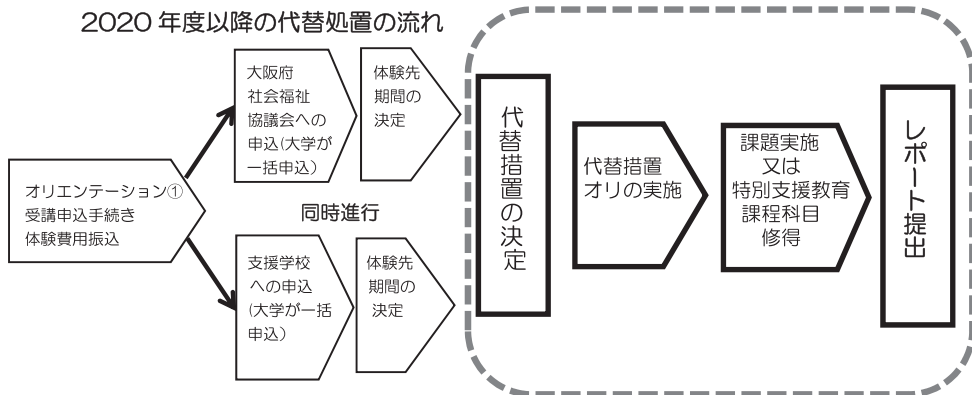 2020年度以降の代替処置の流れ
オリエンテーション①
受講申込手続き
体験費用振込
大阪府
社会福祉
協議会への
申込(大学が
一括申込)
体験先
期間の
決定
同時進行
支援学校
への申込
(大学が一括
申込)
体験先
期間の
決定
代替措置の決定
代替措置
オリの実施
課題実施
又は
特別支援教育
課程科目
修得
レポート提出